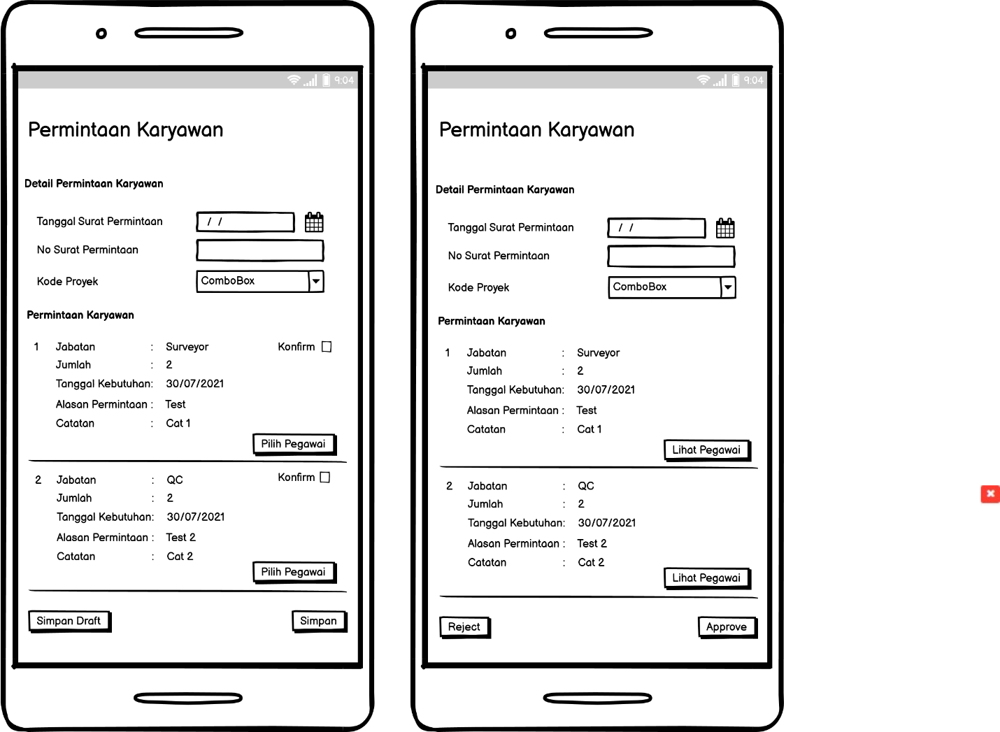 9:04
Permintaan Karyawan
Detail Permintaan Karyawan
Tanggal Surat Permintaan / /
No Surat Permintaan
Kode Proyek ComboBox
Permintaan Karyawan
1 Jabatan : Surveyor Konfirm
Jumlah : 2
Tanggal Kebutuhan: 30/07/2021
Alasan Permintaan : Test
Catatan : Cat 1
Pilih Pegawai
2 Jabatan : QC Konfirm
Jumlah : 2
Tanggal Kebutuhan: 30/07/2021
Alasan Permintaan : Test 2
Catatan : Cat 2
Pilih Pegawai
Simpan Draft Simpan
9:04
Permintaan Karyawan
Detail Permintaan Karyawan
Tanggal Surat Permintaan / /
No Surat Permintaan
Kode Proyek ComboBox
Permintaan Karyawan
1 Jabatan : Surveyor
Jumlah : 2
Tanggal Kebutuhan: 30/07/2021
Alasan Permintaan : Test
Catatan : Cat 1
Lihat Pegawai
2 Jabatan : QC
Jumlah : 2
Tanggal Kebutuhan: 30/07/2021
Alasan Permintaan : Test 2
Catatan : Cat 2
Lihat Pegawai
Reject Approve